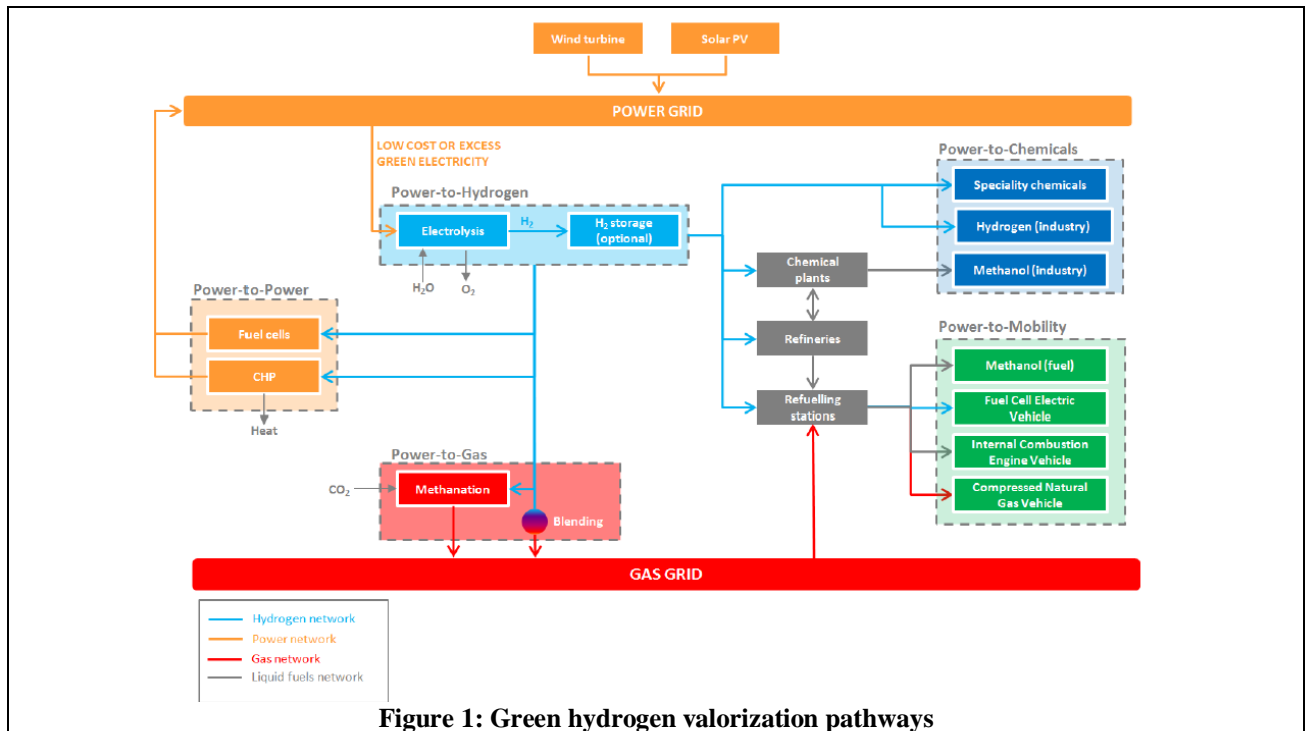 Wind turbine
Solar PV
POWER GRID
LOW COST OR EXCESS
GREEN ELECTRICITY
Power-to-Hydrogen
Electrolysis
H₂
H₂ storage
(optional)
H₂O
O₂
Power-to-Chemicals
Speciality chemicals
Hydrogen (industry)
Methanol (industry)
Chemical
plants
Refineries
Refuelling
stations
Power-to-Power
Fuel cells
CHP
Heat
Power-to-Mobility
Methanol (fuel)
Fuel Cell Electric
Vehicle
Internal Combustion
Engine Vehicle
Compressed Natural
Gas Vehicle
Power-to-Gas
CO₂
Methanation
Blending
GAS GRID
Hydrogen network
Power network
Gas network
Liquid fuels network
Figure 1: Green hydrogen valorization pathways